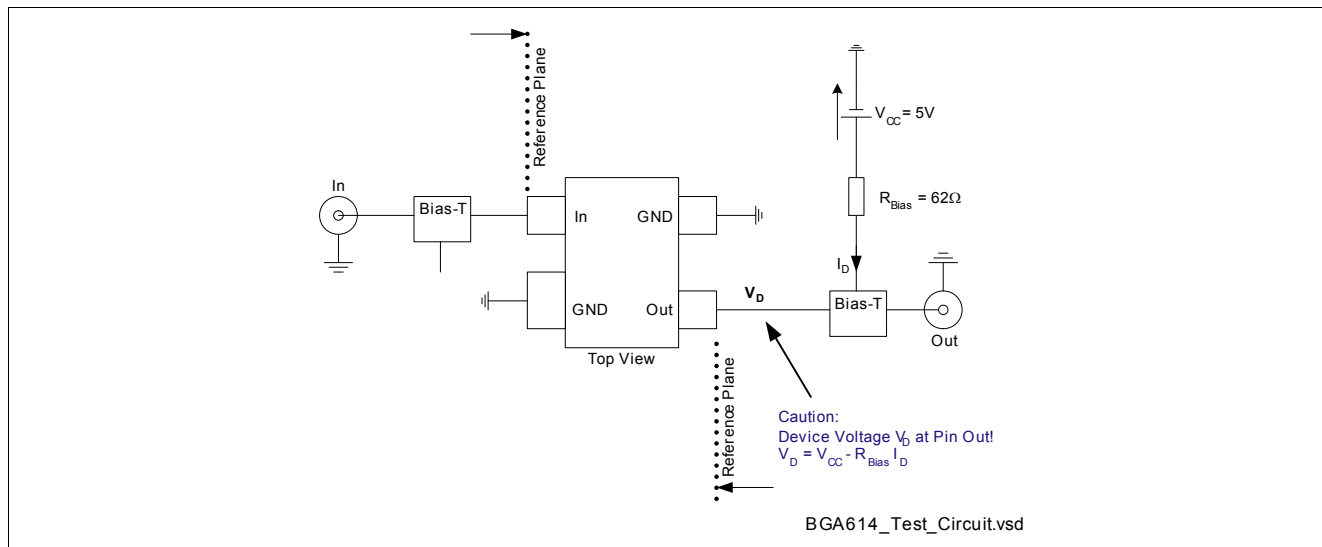 Reference Plane
V_CC = 5V
In
R_Bias = 62Ω
Bias-T
In
GND
I_D
V_D
Bias-T
GND
Out
Out
Top View
Reference Plane
Caution:
Device Voltage V_D at Pin Out!
V_D = V_CC - R_Bias I_D
BGA614_Test_Circuit.vsd